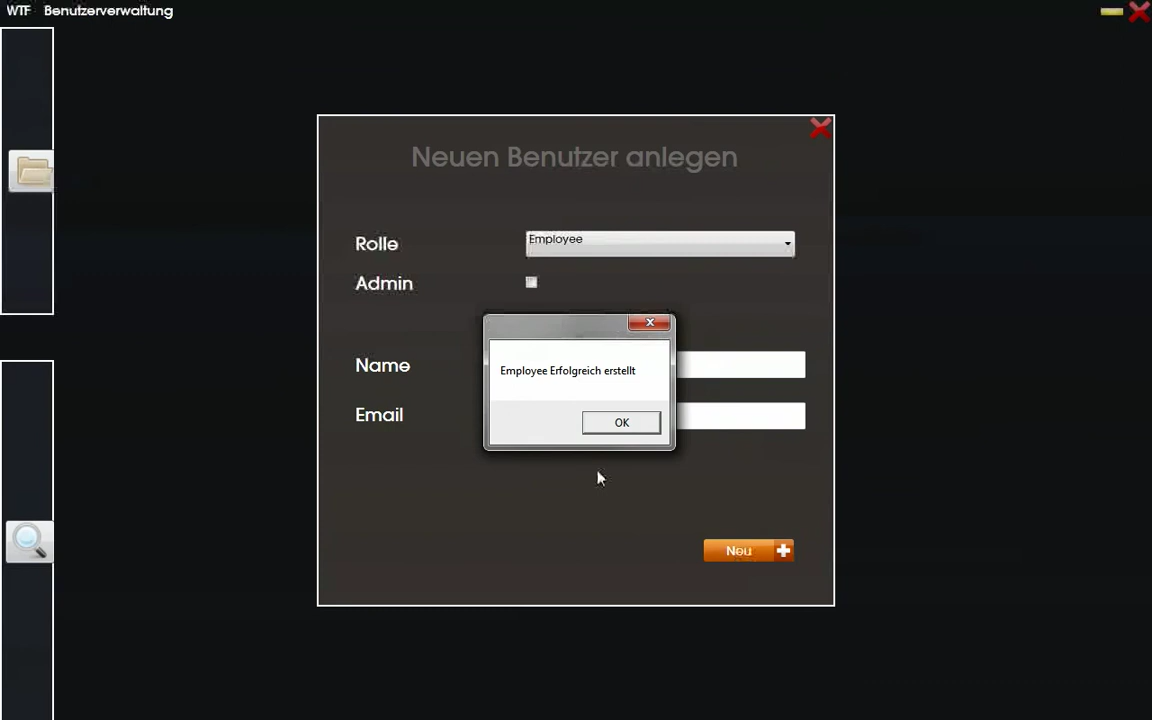 WTF Benutzerverwaltung
Neuen Benutzer anlegen
Rolle
Employee
Admin
Employee Erfolgreich erstellt
Name
OK
Email
Neu